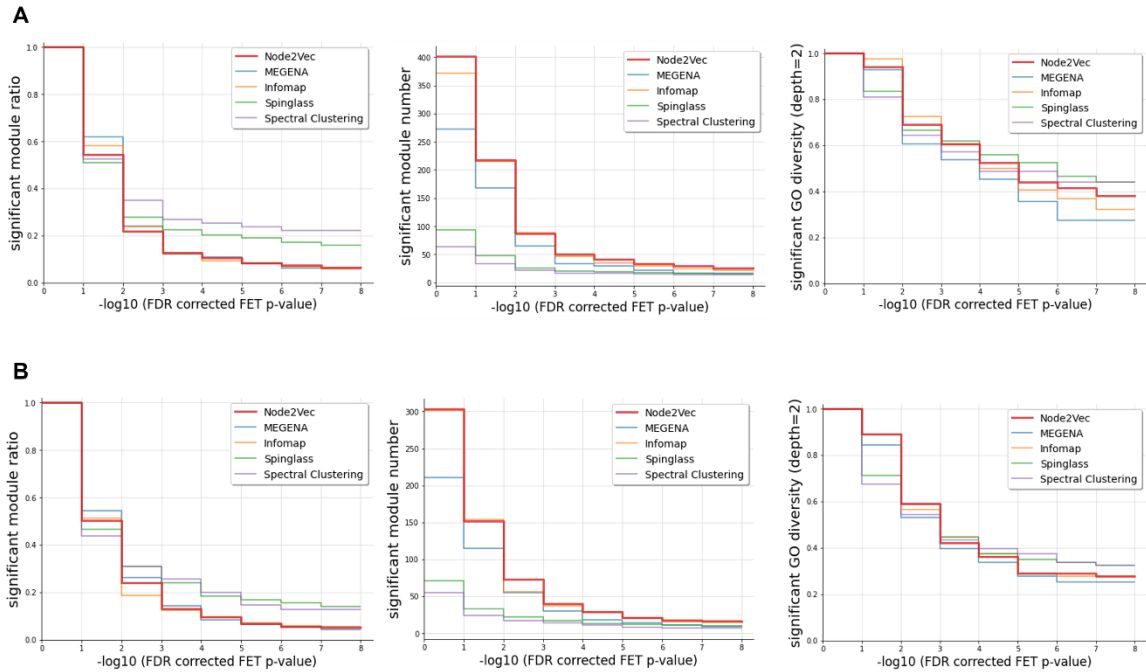 A
significant module ratio
1.0
0.8
0.6
0.4
0.2
0.0
0 1 2 3 4 5 6 7 8
-log10 (FDR corrected FET p-value)
Node2Vec
MEGENA
Infomap
Spinglass
Spectral Clustering
significant module number
400
350
300
250
200
150
100
50
0
0 1 2 3 4 5 6 7 8
-log10 (FDR corrected FET p-value)
Node2Vec
MEGENA
Infomap
Spinglass
Spectral Clustering
significant GO diversity (depth=2)
1.0
0.8
0.6
0.4
0.2
0.0
0 1 2 3 4 5 6 7 8
-log10 (FDR corrected FET p-value)
Node2Vec
MEGENA
Infomap
Spinglass
Spectral Clustering
B
significant module ratio
1.0
0.8
0.6
0.4
0.2
0.0
0 1 2 3 4 5 6 7 8
-log10 (FDR corrected FET p-value)
Node2Vec
MEGENA
Infomap
Spinglass
Spectral Clustering
significant module number
300
250
200
150
100
50
0
0 1 2 3 4 5 6 7 8
-log10 (FDR corrected FET p-value)
Node2Vec
MEGENA
Infomap
Spinglass
Spectral Clustering
significant GO diversity (depth=2)
1.0
0.8
0.6
0.4
0.2
0.0
0 1 2 3 4 5 6 7 8
-log10 (FDR corrected FET p-value)
Node2Vec
MEGENA
Infomap
Spinglass
Spectral Clustering